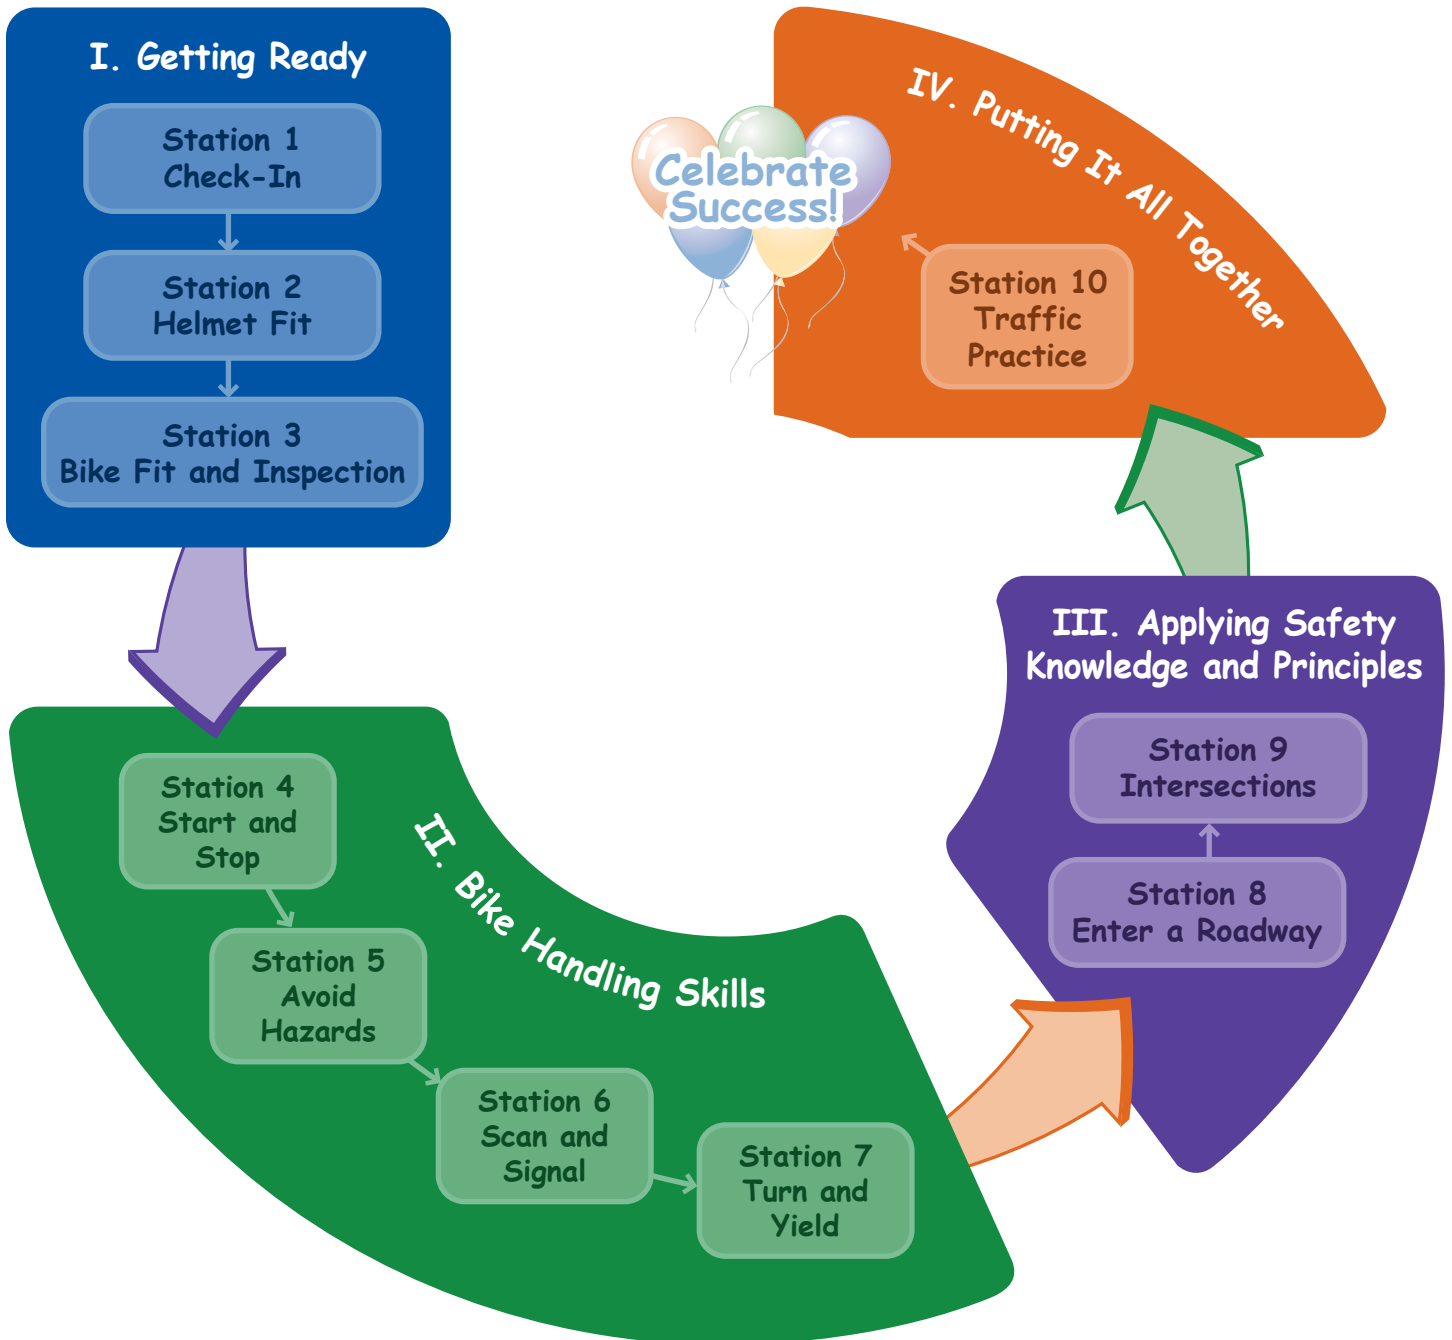 I. Getting Ready
Station 1
Check-In
Station 2
Helmet Fit
Station 3
Bike Fit and Inspection
Station 4
Start and
Stop
II. Bike Handling Skills
Station 5
Avoid
Hazards
Station 6
Scan and
Signal
Station 7
Turn and
Yield
III. Applying Safety
Knowledge and Principles
Station 9
Intersections
Station 8
Enter a Roadway
IV. Putting It All Together
Station 10
Traffic
Practice
Celebrate
Success!